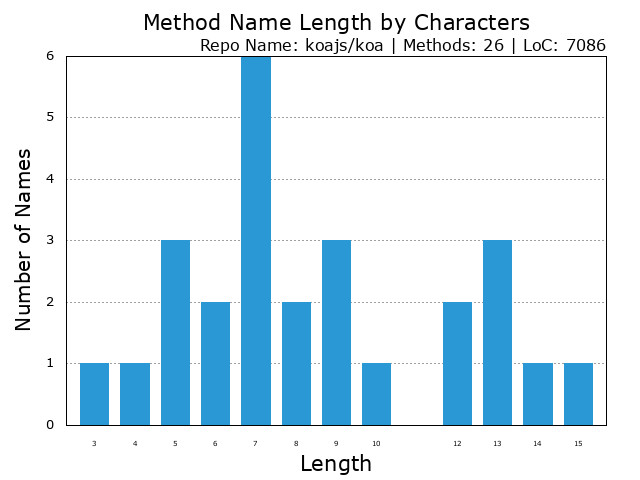 Method Name Length by Characters
Repo Name: koajs/koa | Methods: 26 | LoC: 7086
6
5
4
3
2
1
0
Number of Names
3 4 5 6 7 8 9 10 12 13 14 15
Length